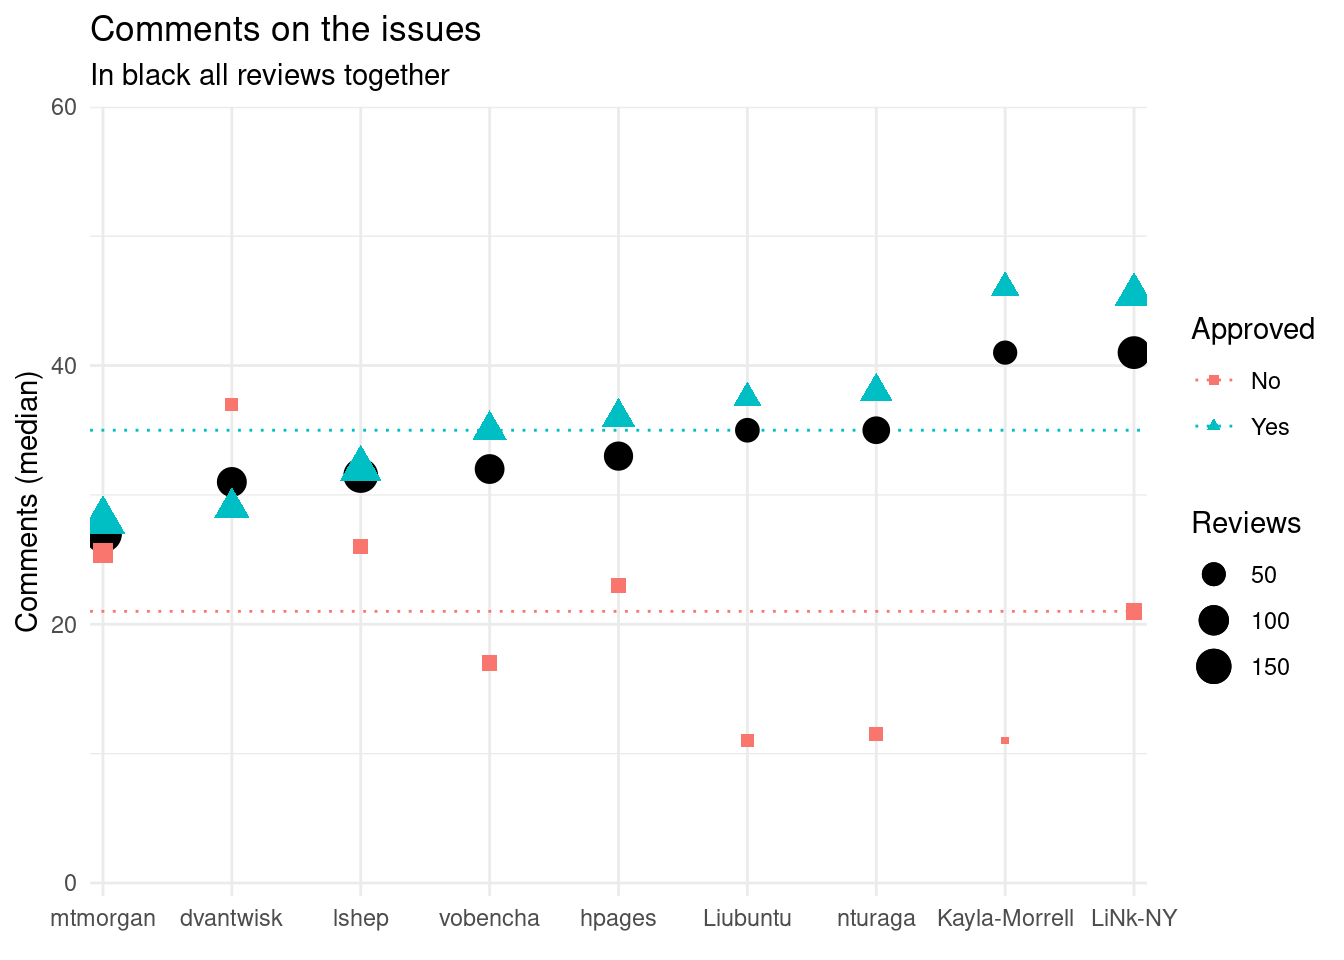 Comments on the issues
In black all reviews together
60
40
20
0
Comments (median)
mtmorgan dvantwisk lshep vobencha hpages Liubuntu nturaga Kayla-Morrell LiNk-NY
Approved
No
Yes
Reviews
50
100
150